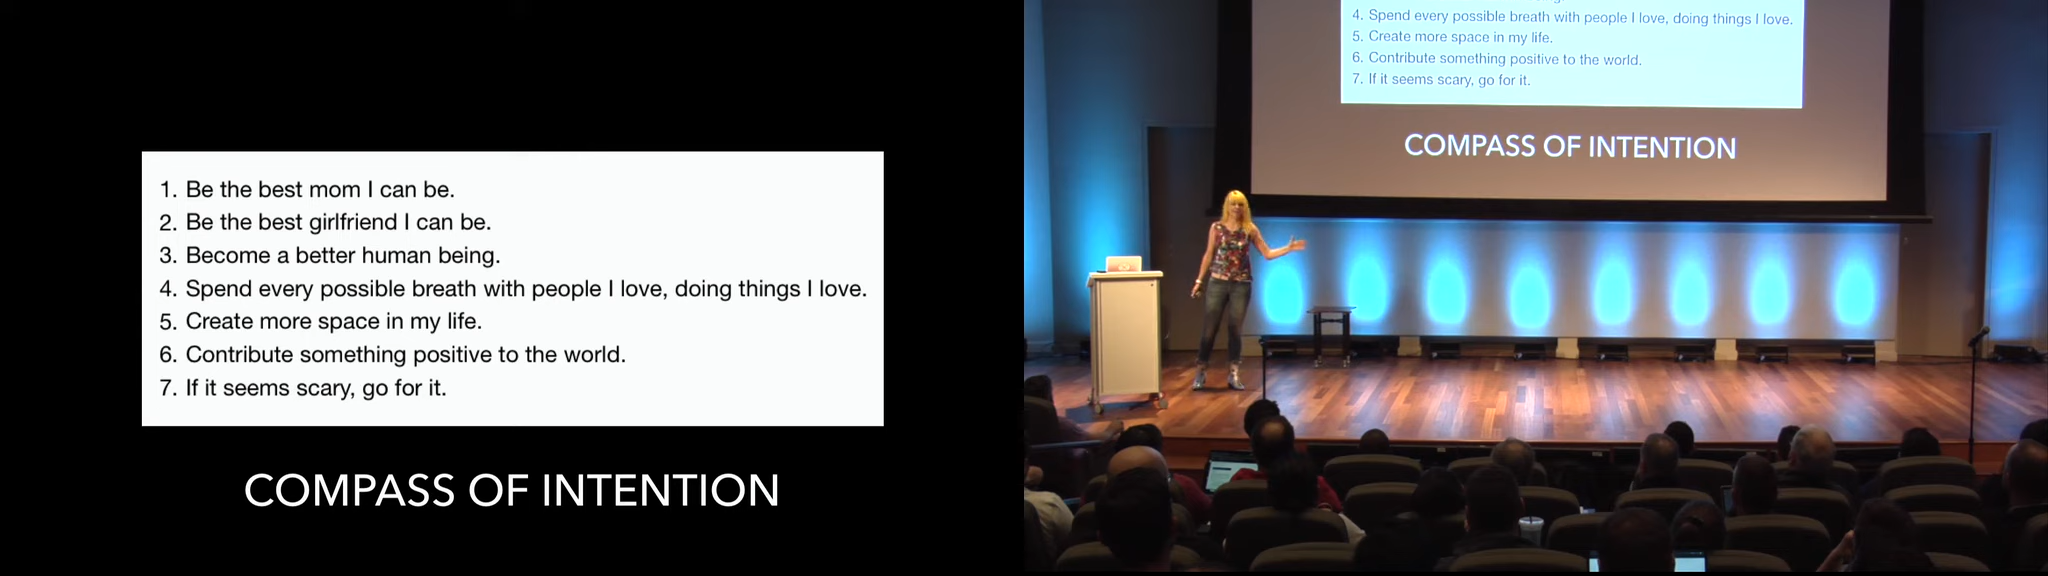 1. Be the best mom I can be.
2. Be the best girlfriend I can be.
3. Become a better human being.
4. Spend every possible breath with people I love, doing things I love.
5. Create more space in my life.
6. Contribute something positive to the world.
7. If it seems scary, go for it.
COMPASS OF INTENTION
4. Spend every possible breath with people I love, doing things I love.
5. Create more space in my life.
6. Contribute something positive to the world.
7. If it seems scary, go for it.
COMPASS OF INTENTION